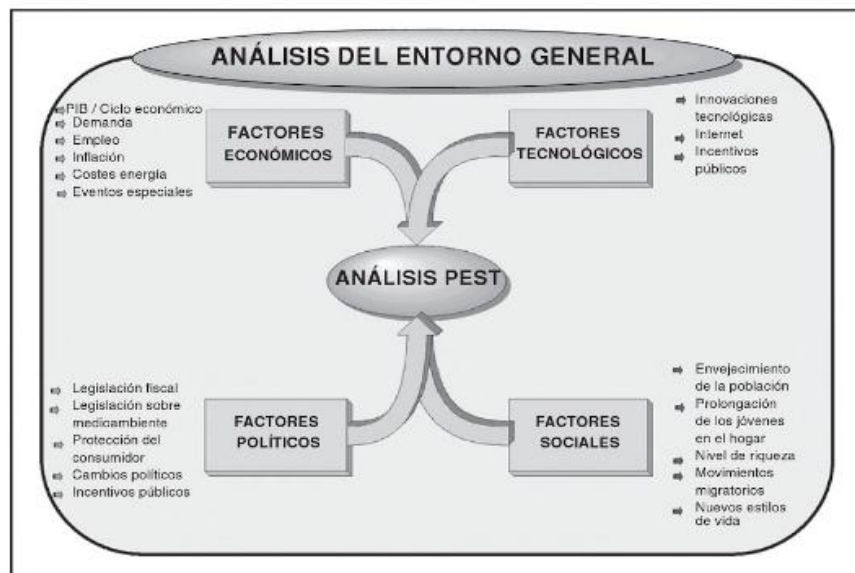 ANÁLISIS DEL ENTORNO GENERAL
PIB / Ciclo económico
Demanda
Empleo
Inflación
Costes energía
Eventos especiales
FACTORES
ECONÓMICOS
FACTORES
TECNOLÓGICOS
Innovaciones
tecnológicas
Internet
Incentivos
públicos
ANÁLISIS PEST
Legislación fiscal
Legislación sobre
medioambiente
Protección del
consumidor
Cambios políticos
Incentivos públicos
FACTORES
POLÍTICOS
FACTORES
SOCIALES
Envejecimiento
de la población
Prolongación
de los jóvenes
en el hogar
Nivel de riqueza
Movimientos
migratorios
Nuevos estilos
de vida